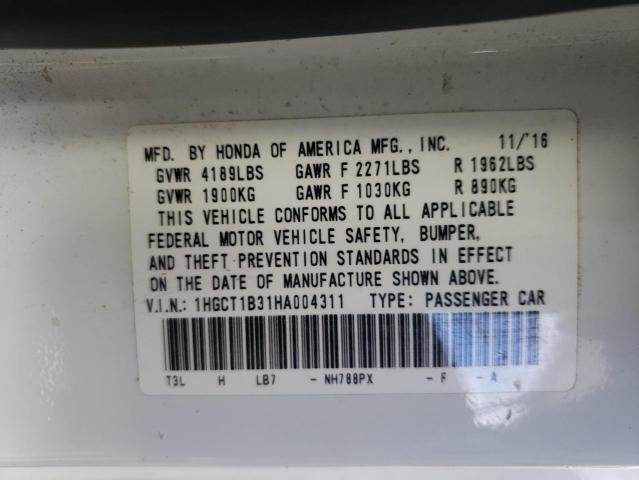 MFD. BY HONDA OF AMERICA MFG., INC. 11/'16
GVWR 4189LBS GAWR F 2271LBS R 1962LBS
GVWR 1900KG GAWR F 1030KG R 890KG
THIS VEHICLE CONFORMS TO ALL APPLICABLE
FEDERAL MOTOR VEHICLE SAFETY, BUMPER,
AND THEFT PREVENTION STANDARDS IN EFFECT
ON THE DATE OF MANUFACTURE SHOWN ABOVE.
V.I.N.: 1HGCT1B31HA004311 TYPE: PASSENGER CAR
T3L H LB7 - NH788PX - F - A